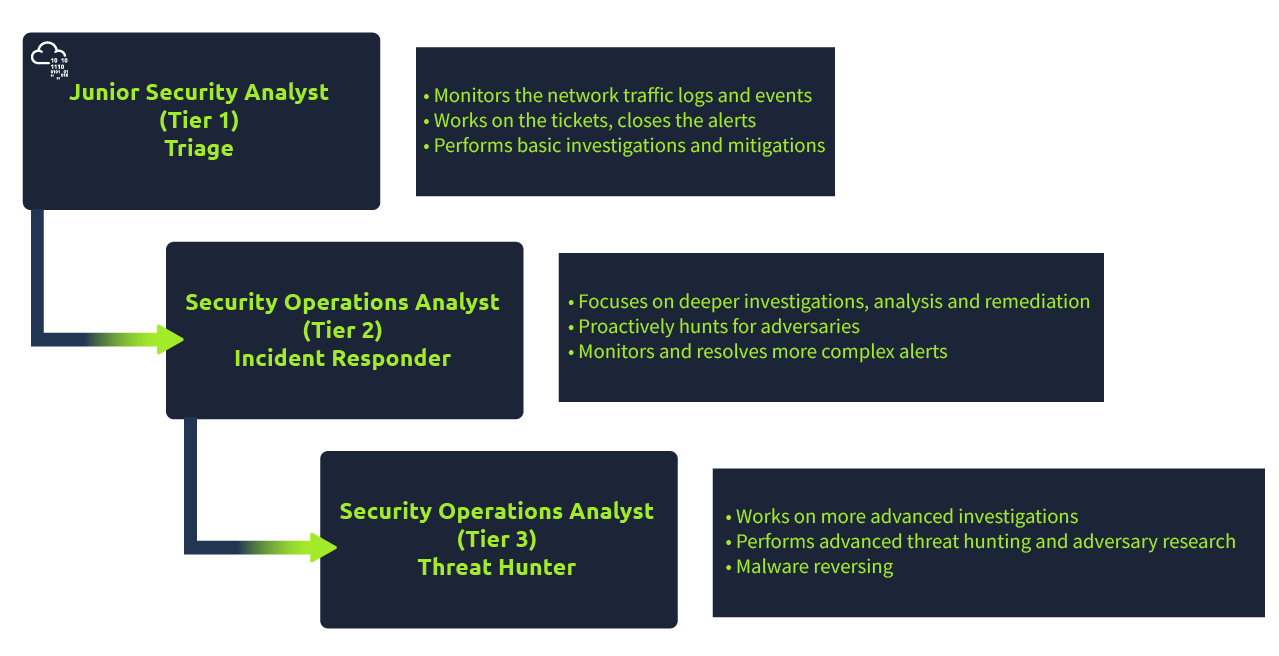 Junior Security Analyst
(Tier 1)
Triage
• Monitors the network traffic logs and events
• Works on the tickets, closes the alerts
• Performs basic investigations and mitigations
Security Operations Analyst
(Tier 2)
Incident Responder
• Focuses on deeper investigations, analysis and remediation
• Proactively hunts for adversaries
• Monitors and resolves more complex alerts
Security Operations Analyst
(Tier 3)
Threat Hunter
• Works on more advanced investigations
• Performs advanced threat hunting and adversary research
• Malware reversing